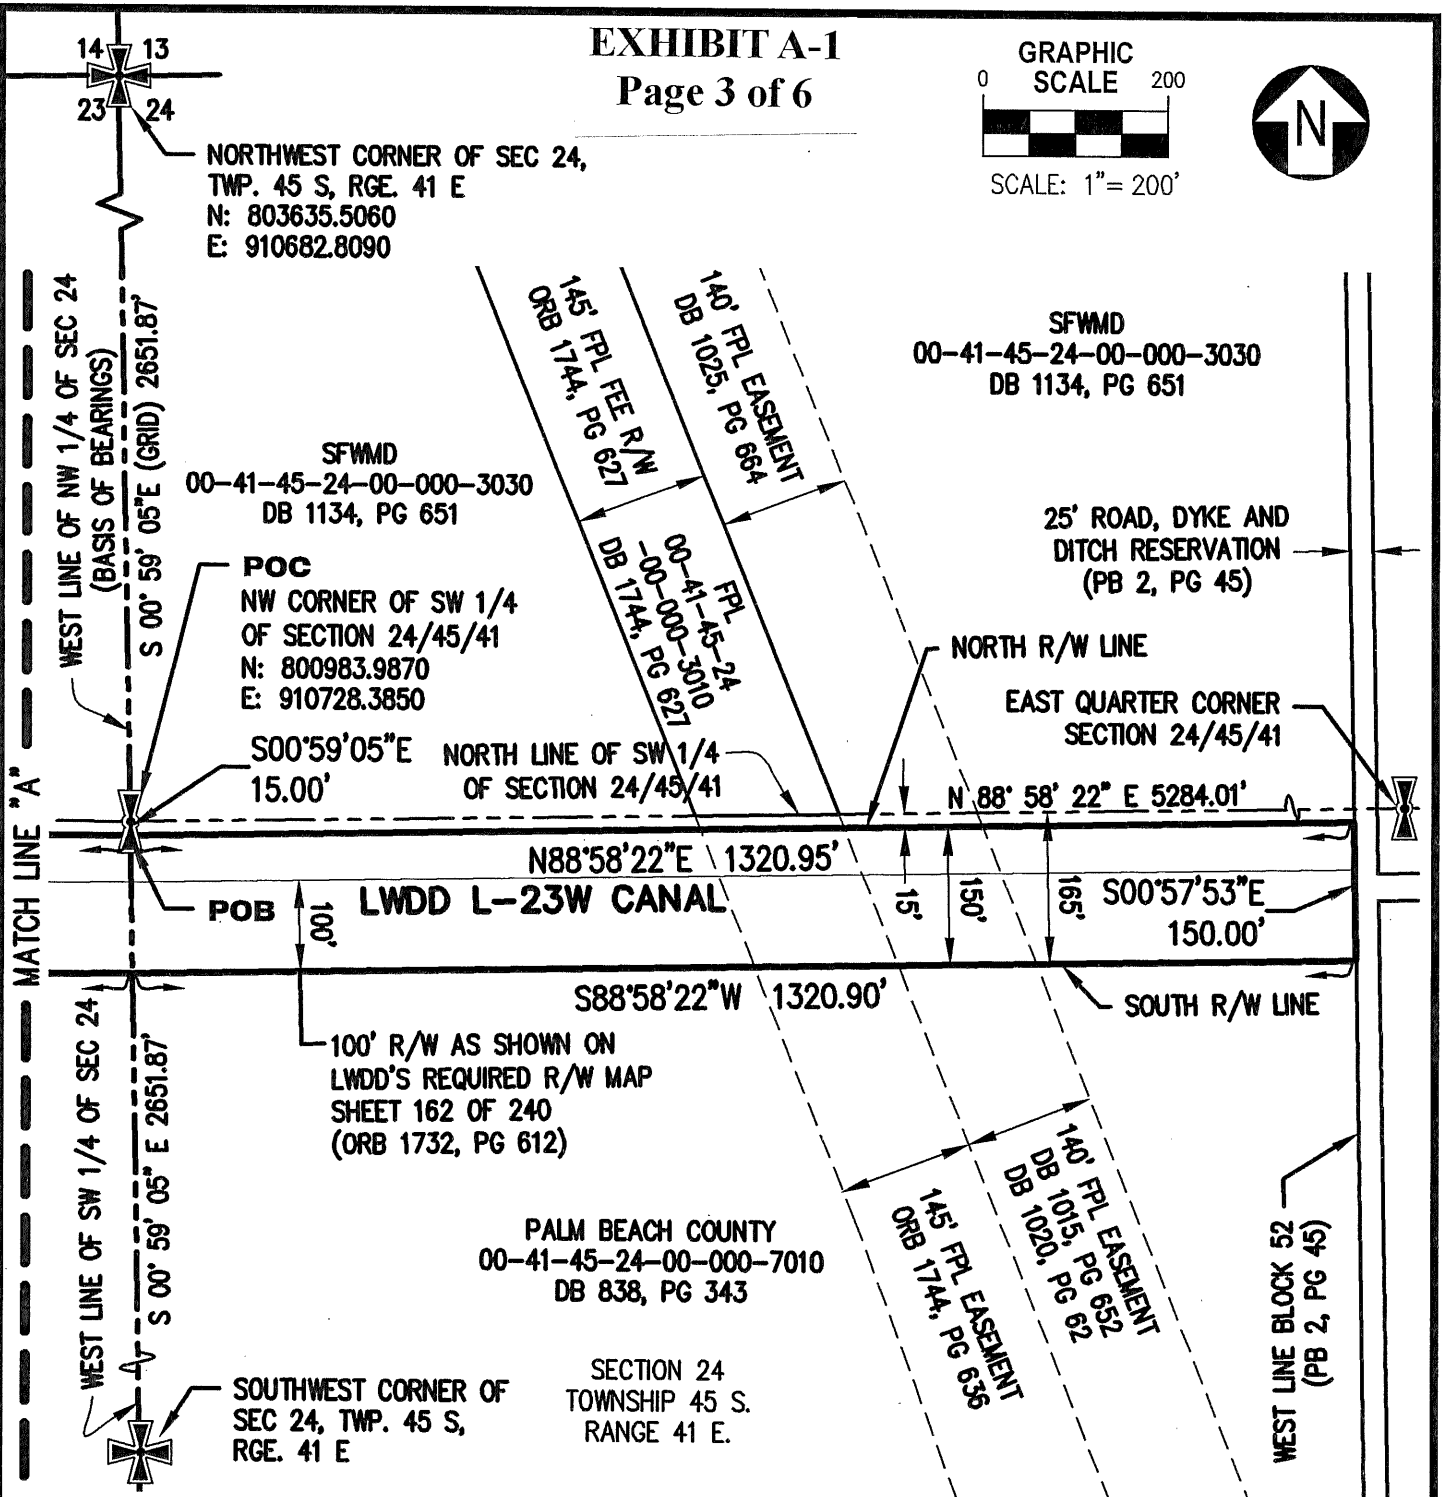 EXHIBIT A-1
Page 3 of 6
14 13
23 24
GRAPHIC
SCALE
0 200
SCALE: 1"= 200'
N
NORTHWEST CORNER OF SEC 24,
TWP. 45 S, RGE. 41 E
N: 803635.5060
E: 910682.8090
WEST LINE OF NW 1/4 OF SEC 24
(BASIS OF BEARINGS)
S 00° 59' 05"E (GRID) 2651.87'
145' FPL FEE R/W
ORB 1744, PG 627
140' FPL EASEMENT
DB 1025, PG 664
SFWMD
00-41-45-24-00-000-3030
DB 1134, PG 651
SFWMD
00-41-45-24-00-000-3030
DB 1134, PG 651
25' ROAD, DYKE AND
DITCH RESERVATION
(PB 2, PG 45)
FPL
00-41-45-24
-00-000-3010
DB 1744, PG 627
POC
NW CORNER OF SW 1/4
OF SECTION 24/45/41
N: 800983.9870
E: 910728.3850
NORTH R/W LINE
EAST QUARTER CORNER
SECTION 24/45/41
S00°59'05"E
15.00'
NORTH LINE OF SW 1/4
OF SECTION 24/45/41
N 88° 58' 22" E 5284.01'
MATCH LINE "A"
N88°58'22"E 1320.95'
LWDD L-23W CANAL
POB
100'
15'
150'
165'
S00°57'53"E
150.00'
S88°58'22"W 1320.90'
SOUTH R/W LINE
100' R/W AS SHOWN ON
LWDD'S REQUIRED R/W MAP
SHEET 162 OF 240
(ORB 1732, PG 612)
WEST LINE OF SW 1/4 OF SEC 24
S 00° 59' 05" E 2651.87'
PALM BEACH COUNTY
00-41-45-24-00-000-7010
DB 838, PG 343
145' FPL EASEMENT
ORB 1744, PG 636
140' FPL EASEMENT
DB 1015, PG 652
DB 1020, PG 62
WEST LINE BLOCK 52
(PB 2, PG 45)
SOUTHWEST CORNER OF
SEC 24, TWP. 45 S,
RGE. 41 E
SECTION 24
TOWNSHIP 45 S.
RANGE 41 E.